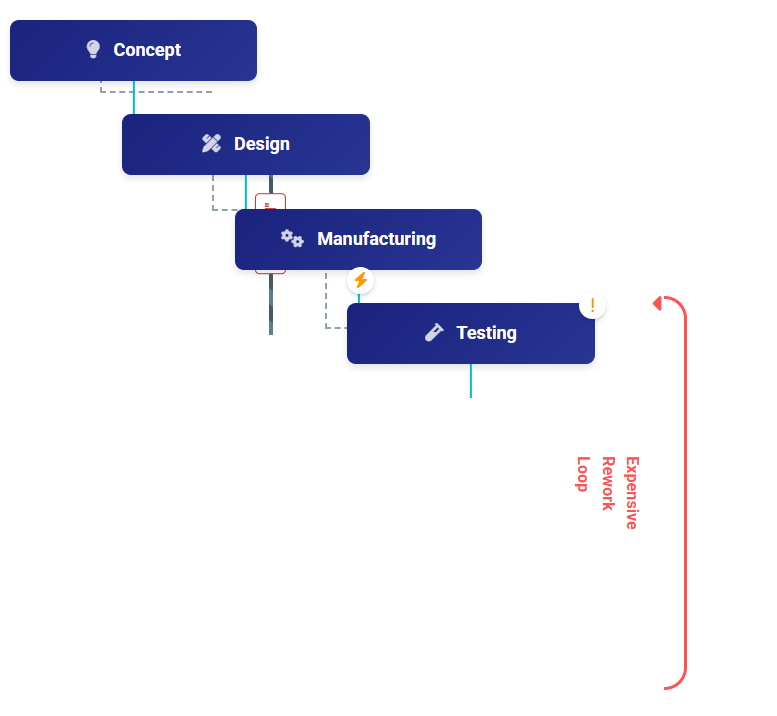 Concept
Design
Manufacturing
Testing
!
Expensive
Rework
Loop